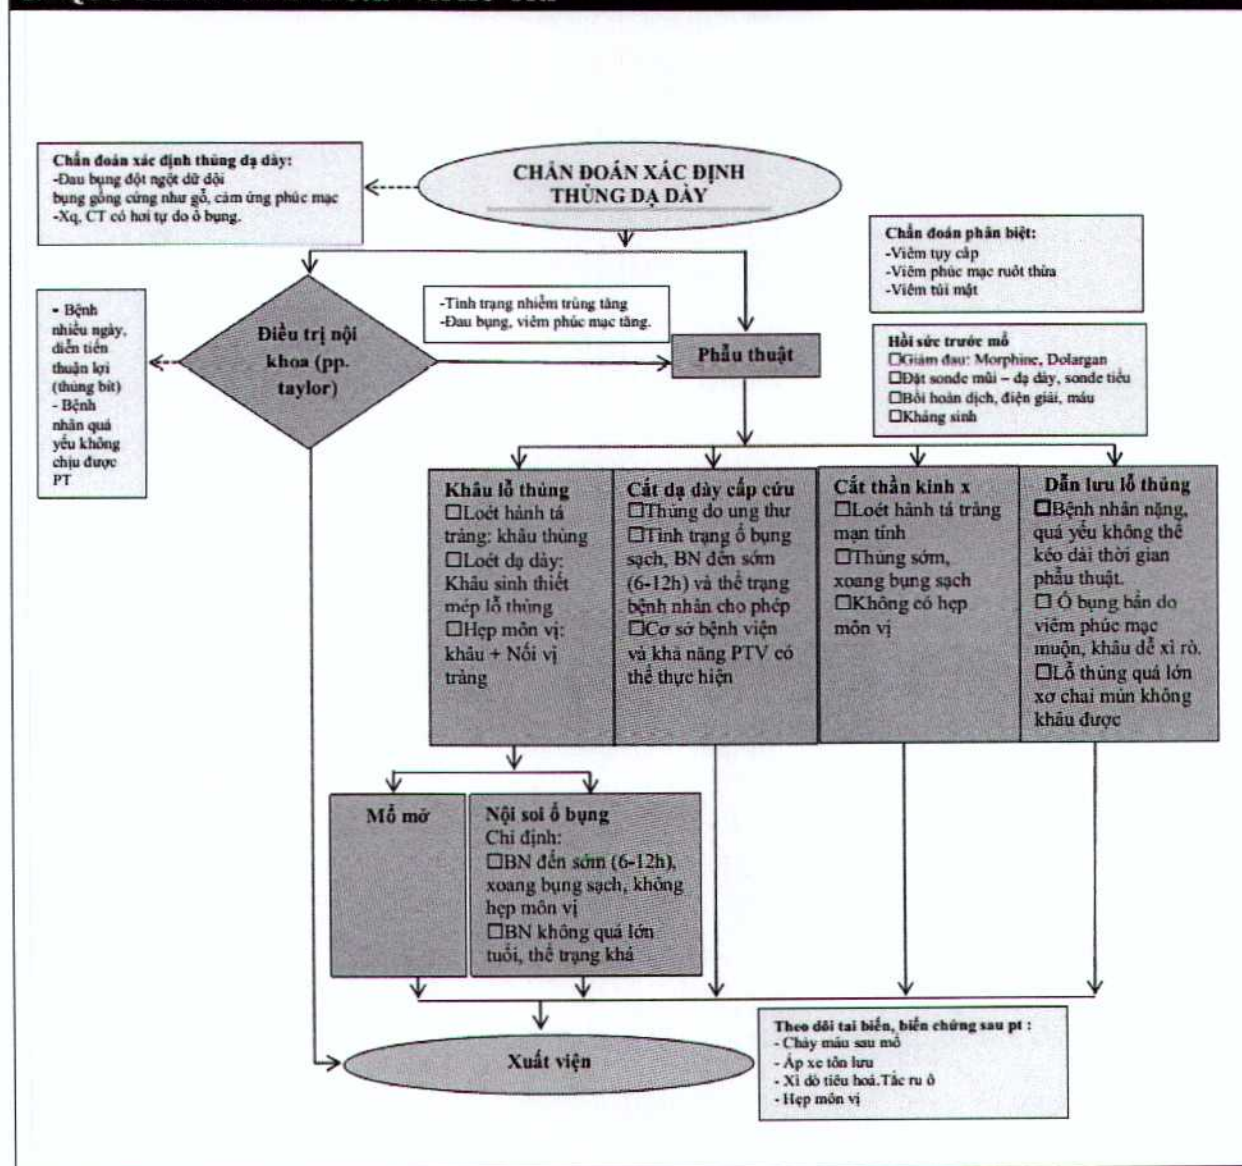 CHẨN ĐOÁN XÁC ĐỊNH
THỦNG DẠ DÀY
Chẩn đoán xác định thủng dạ dày:
-Đau bụng đột ngột dữ dội
bụng gồng cứng như gỗ, cảm ứng phúc mạc
-Xq, CT có hơi tự do ổ bụng.
Chẩn đoán phân biệt:
-Viêm tụy cấp
-Viêm phúc mạc ruột thừa
-Viêm túi mật
- Bệnh
nhiều ngày,
diễn tiến
thuận lợi
(thủng bít)
- Bệnh
nhân quá
yếu không
chịu được
PT
Điều trị nội
khoa (pp.
taylor)
-Tình trạng nhiễm trùng tăng
-Đau bụng, viêm phúc mạc tăng.
Phẫu thuật
Hồi sức trước mổ
☐Giảm đau: Morphine, Dolargan
☐Đặt sonde mũi – dạ dày, sonde tiểu
☐Bồi hoàn dịch, điện giải, máu
☐Kháng sinh
Khâu lỗ thủng
☐Loét hành tá
tràng: khâu thủng
☐Loét dạ dày:
Khâu sinh thiết
mép lỗ thủng
☐Hẹp môn vị:
khâu + Nối vị
tràng
Cắt dạ dày cấp cứu
☐Thủng do ung thư
☐Tình trạng ổ bụng
sạch, BN đến sớm
(6-12h) và thể trạng
bệnh nhân cho phép
☐Cơ sở bệnh viện
và khả năng PTV có
thể thực hiện
Cắt thần kinh x
☐Loét hành tá tràng
mạn tính
☐Thủng sớm,
xoang bụng sạch
☐Không có hẹp
môn vị
Dẫn lưu lỗ thủng
☐Bệnh nhân nặng,
quá yếu không thể
kéo dài thời gian
phẫu thuật.
☐ Ổ bụng bẩn do
viêm phúc mạc
muộn, khâu dễ xì rò.
☐Lỗ thủng quá lớn
xơ chai mủn không
khâu được
Mổ mở
Nội soi ổ bụng
Chỉ định:
☐BN đến sớm (6-12h),
xoang bụng sạch, không
hẹp môn vị
☐BN không quá lớn
tuổi, thể trạng khá
Xuất viện
Theo dõi tai biến, biến chứng sau pt :
- Chảy máu sau mổ
- Áp xe tồn lưu
- Xì dò tiêu hoá.Tắc ru ô
- Hẹp môn vị